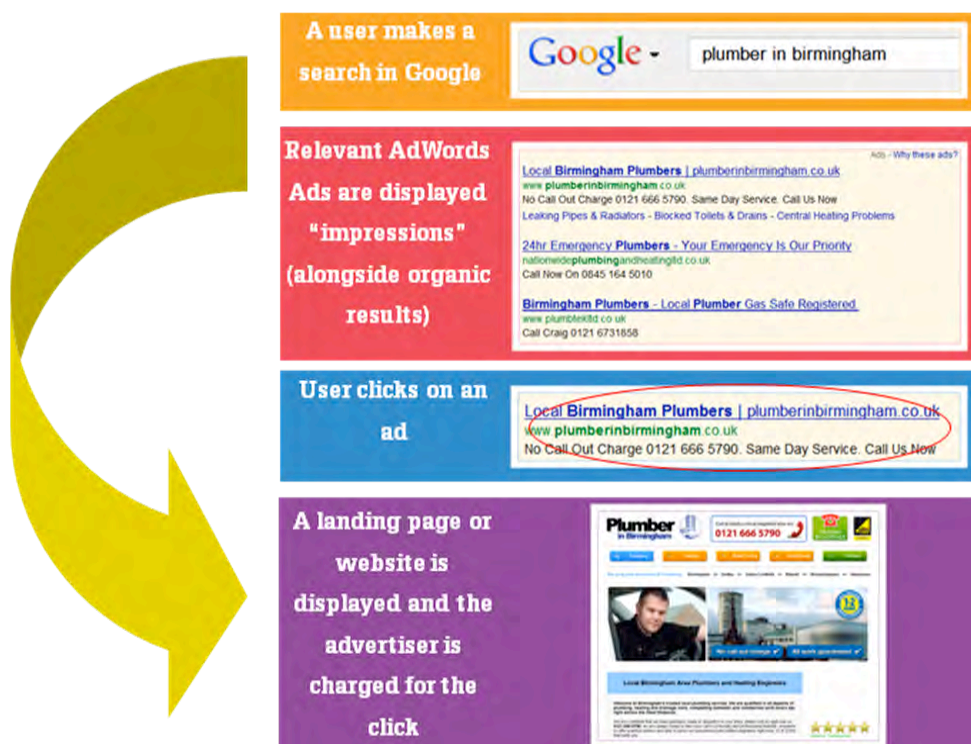 A user makes a
search in Google
Google
plumber in birmingham
Relevant AdWords
Ads are displayed
"impressions"
(alongside organic
results)
Ads - Why these ads?
Local Birmingham Plumbers | plumberinbirmingham.co.uk
www.plumberinbirmingham.co.uk
No Call Out Charge 0121 666 5790. Same Day Service. Call Us Now
Leaking Pipes & Radiators - Blocked Toilets & Drains - Central Heating Problems
24hr Emergency Plumbers - Your Emergency Is Our Priority
nationwideplumbingandheatingltd.co.uk
Call Now On 0845 164 5010
Birmingham Plumbers - Local Plumber Gas Safe Registered.
www.plumbtekltd.co.uk
Call Craig 0121 6731858
User clicks on an
ad
Local Birmingham Plumbers | plumberinbirmingham.co.uk
www.plumberinbirmingham.co.uk
No Call Out Charge 0121 666 5790. Same Day Service. Call Us Now
A landing page or
website is
displayed and the
advertiser is
charged for the
click
Plumber
in Birmingham
0121 666 5790
No call out charge
All work guaranteed
Local Birmingham Area Plumbers and Heating Engineers